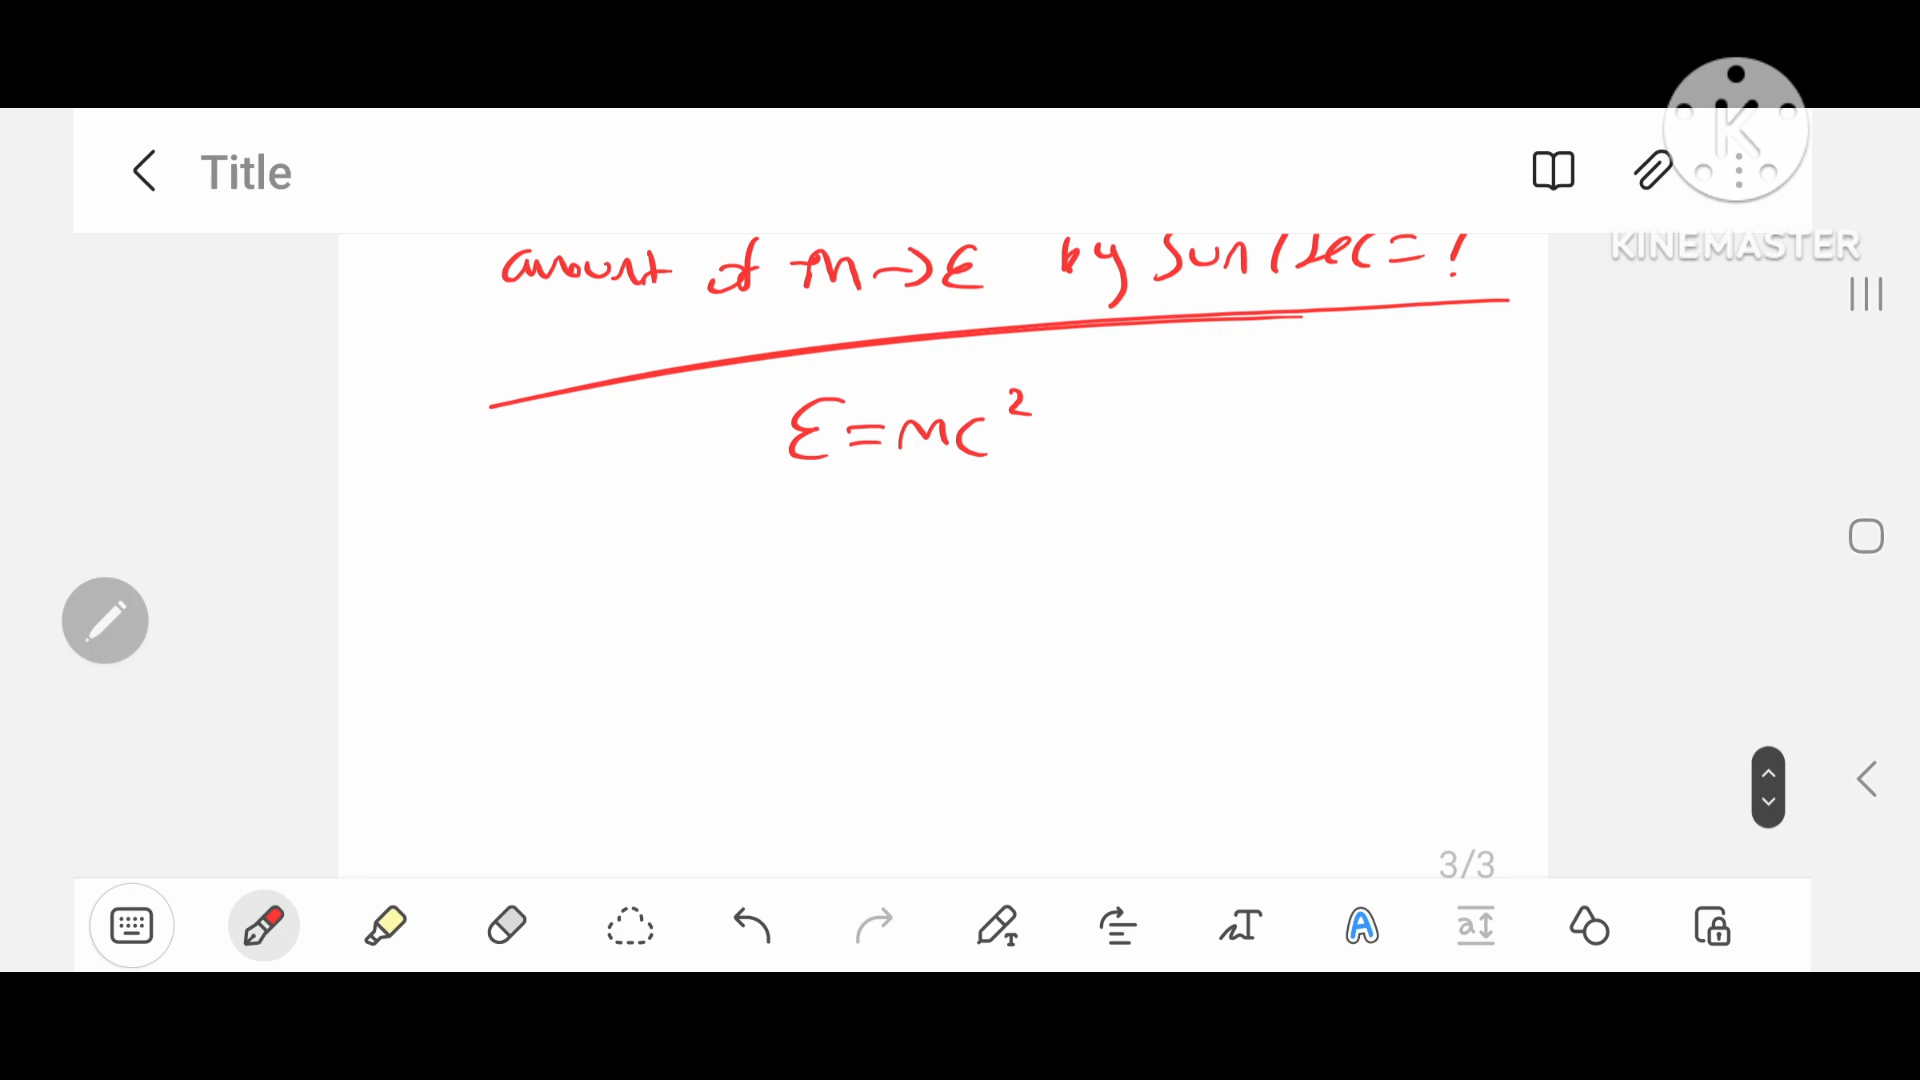 Title
K
KINEMASTER
amount of m→E by sun/sec=?
E=mc²
3/3
T
T
A
a